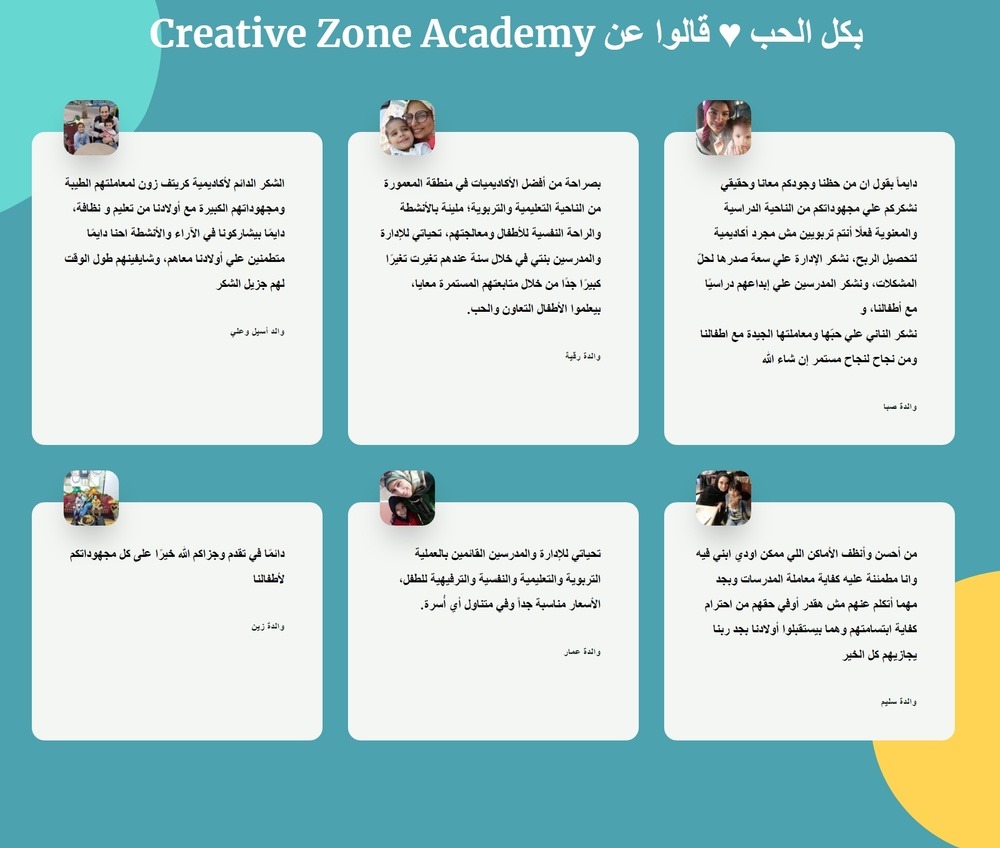 بكل الحب ♥ قالوا عن Creative Zone Academy
دايماً بقول ان من حظنا وجودكم معانا وحقيقي
نشكركم علي مجهوداتكم من الناحية الدراسية
والمعنوية فعلًا أنتم تربويين مش مجرد أكاديمية
لتحصيل الربح، نشكر الإدارة علي سعة صدرها لحلّ
المشكلات، ونشكر المدرسين علي إبداعهم دراسيًا
مع أطفالنا، و
نشكر الناني علي حبّها ومعاملتها الجيدة مع اطفالنا
ومن نجاح لنجاح مستمر إن شاء الله
والدة صبا
بصراحة من أفضل الأكاديميات في منطقة المعمورة
من الناحية التعليمية والتربوية؛ مليئة بالأنشطة
والراحة النفسية للأطفال ومعالجتهم، تحياتي للإدارة
والمدرسين بنتي في خلال سنة عندهم تغيرت تغيرًا
كبيرًا جدًا من خلال متابعتهم المستمرة معايا،
بيعلموا الأطفال التعاون والحب.
والدة رقية
الشكر الدائم لأكاديمية كريتف زون لمعاملتهم الطيبة
ومجهوداتهم الكبيرة مع أولادنا من تعليم و نظافة،
دايمًا بيشاركونا في الآراء والأنشطة احنا دايمًا
متطمنين علي أولادنا معاهم، وشايفينهم طول الوقت
لهم جزيل الشكر
والد أسيل وعلي
من أحسن وأنظف الأماكن اللي ممكن اودي ابني فيه
وانا مطمئنة عليه كفاية معاملة المدرسات وبجد
مهما أتكلم عنهم مش هقدر أوفي حقهم من احترام
كفاية ابتسامتهم وهما بيستقبلوا أولادنا بجد ربنا
يجازيهم كل الخير
والدة سليم
تحياتي للإدارة والمدرسين القائمين بالعملية
التربوية والتعليمية والنفسية والترفيهية للطفل،
الأسعار مناسبة جداً وفي متناول أي أسرة.
والدة عمار
دائمًا في تقدم وجزاكم الله خيرًا على كل مجهوداتكم
لأطفالنا
والدة زين